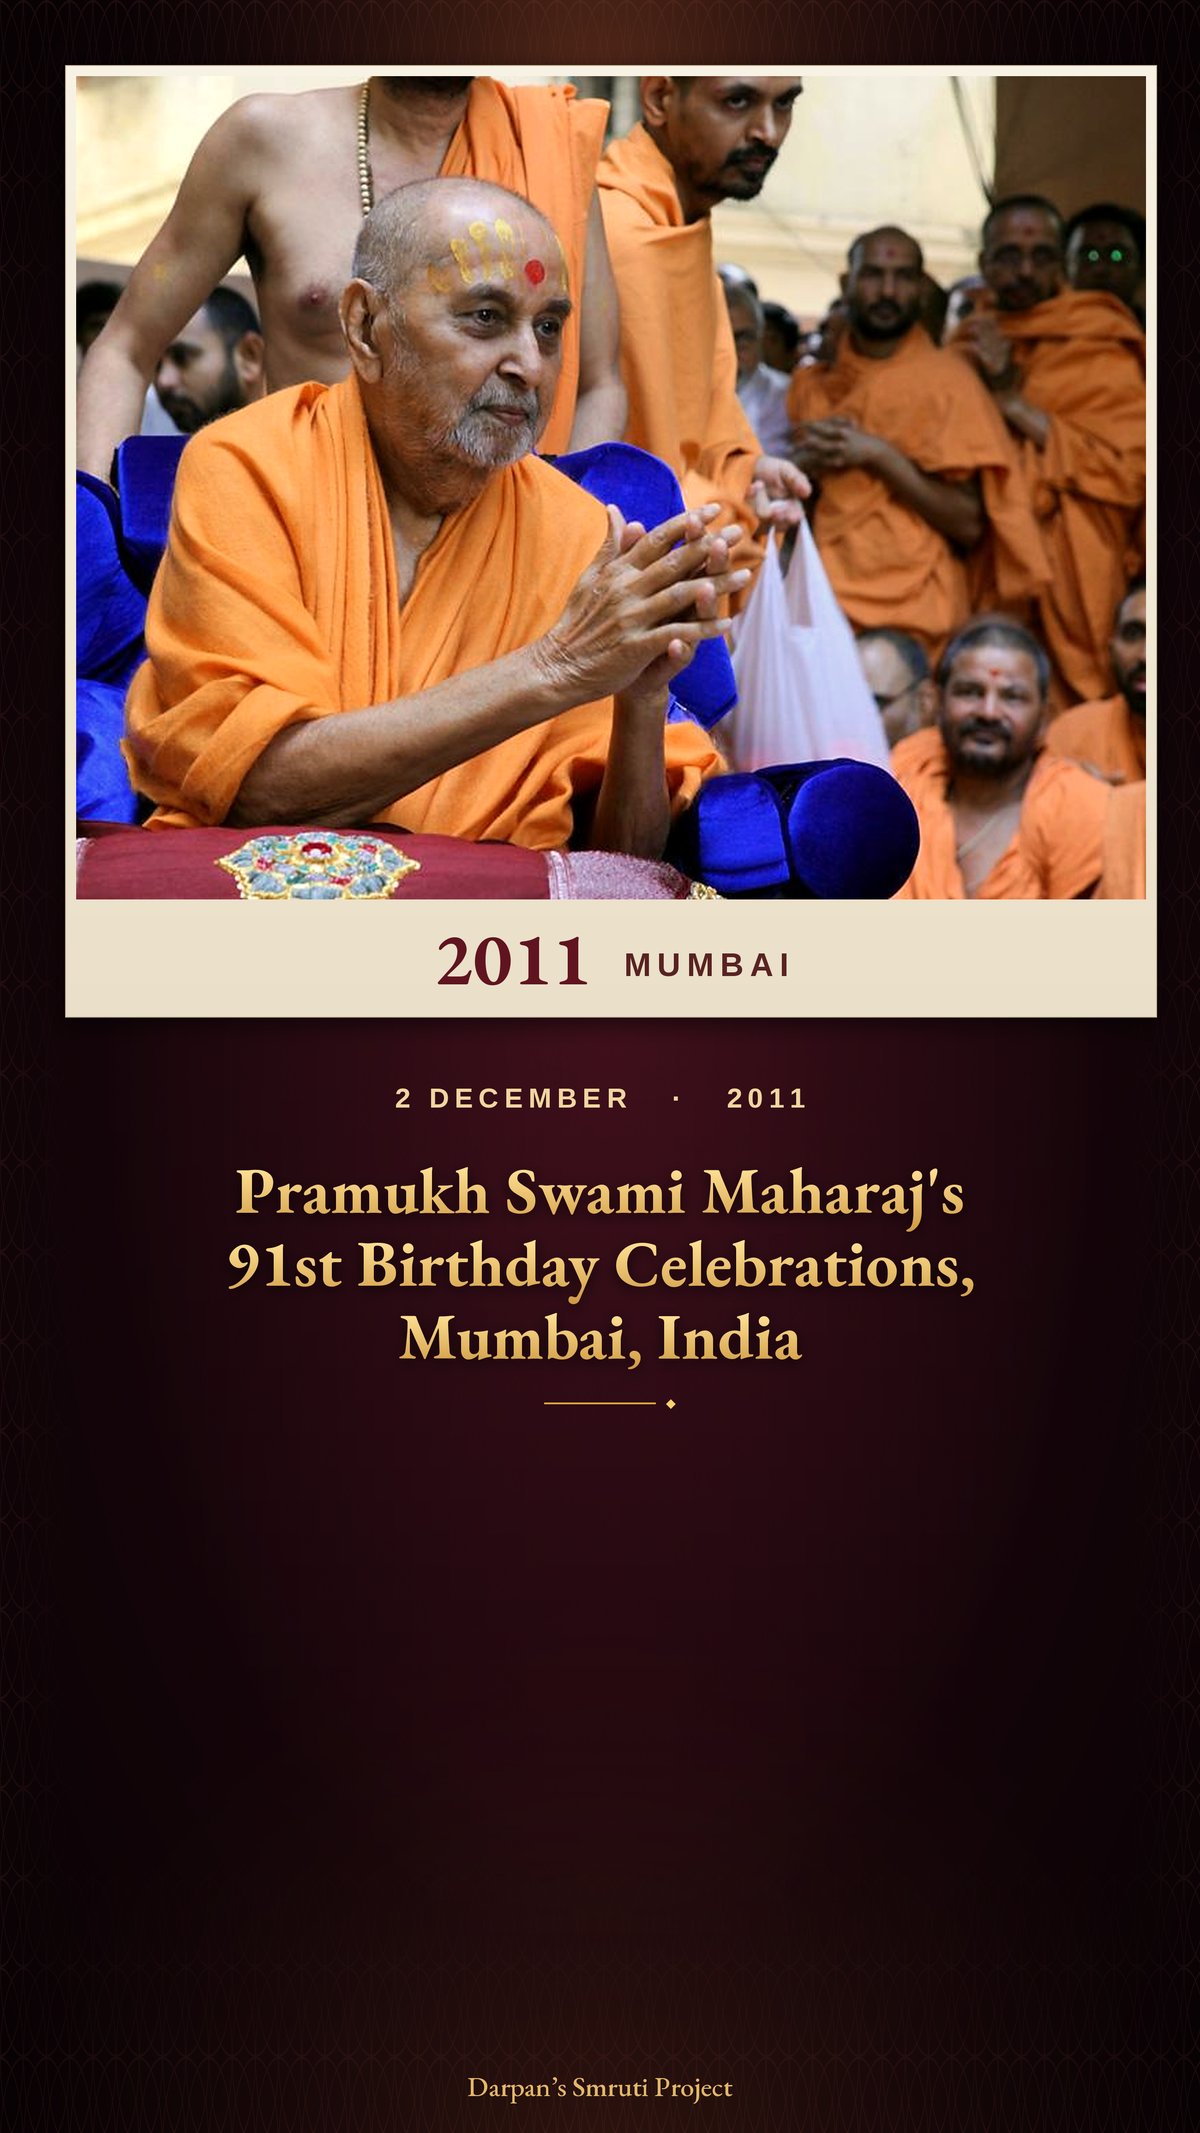 2011 MUMBAI
2 DECEMBER · 2011
Pramukh Swami Maharaj's
91st Birthday Celebrations,
Mumbai, India
Darpan’s Smruti Project